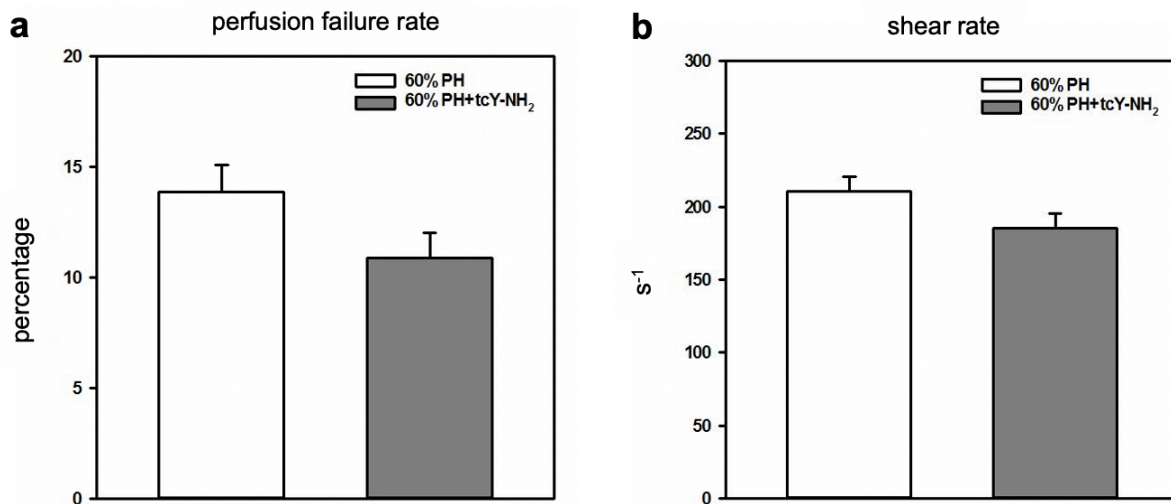 a
perfusion failure rate
20
15
10
5
0
percentage
60% PH
60% PH+tcY-NH₂
b
shear rate
300
250
200
150
100
50
0
s⁻¹
60% PH
60% PH+tcY-NH₂